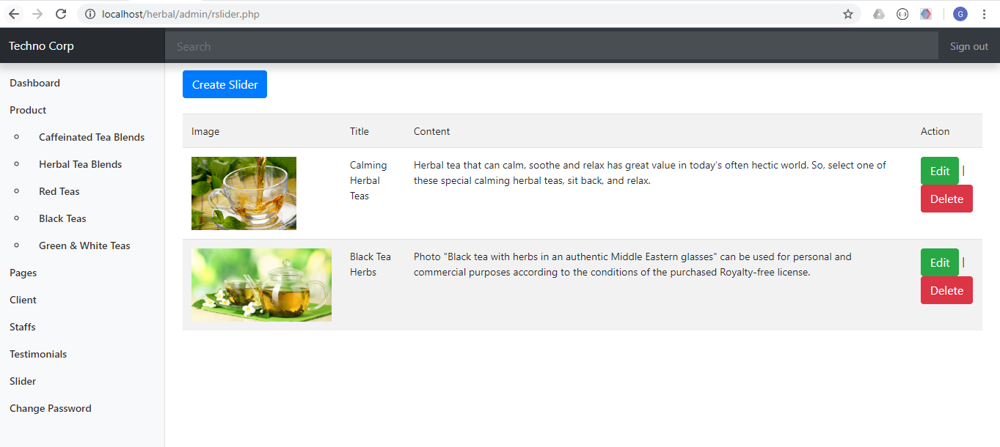 localhost/herbal/admin/rslider.php
G
Techno Corp
Search
Sign out
Dashboard
Product
Caffeinated Tea Blends
Herbal Tea Blends
Red Teas
Black Teas
Green & White Teas
Pages
Client
Staffs
Testimonials
Slider
Change Password
Create Slider
Image Title Content Action
Calming
Herbal
Teas
Herbal tea that can calm, soothe and relax has great value in today's often hectic world. So, select one of
these special calming herbal teas, sit back, and relax.
Edit |
Delete
Black Tea
Herbs
Photo "Black tea with herbs in an authentic Middle Eastern glasses" can be used for personal and
commercial purposes according to the conditions of the purchased Royalty-free license.
Edit |
Delete